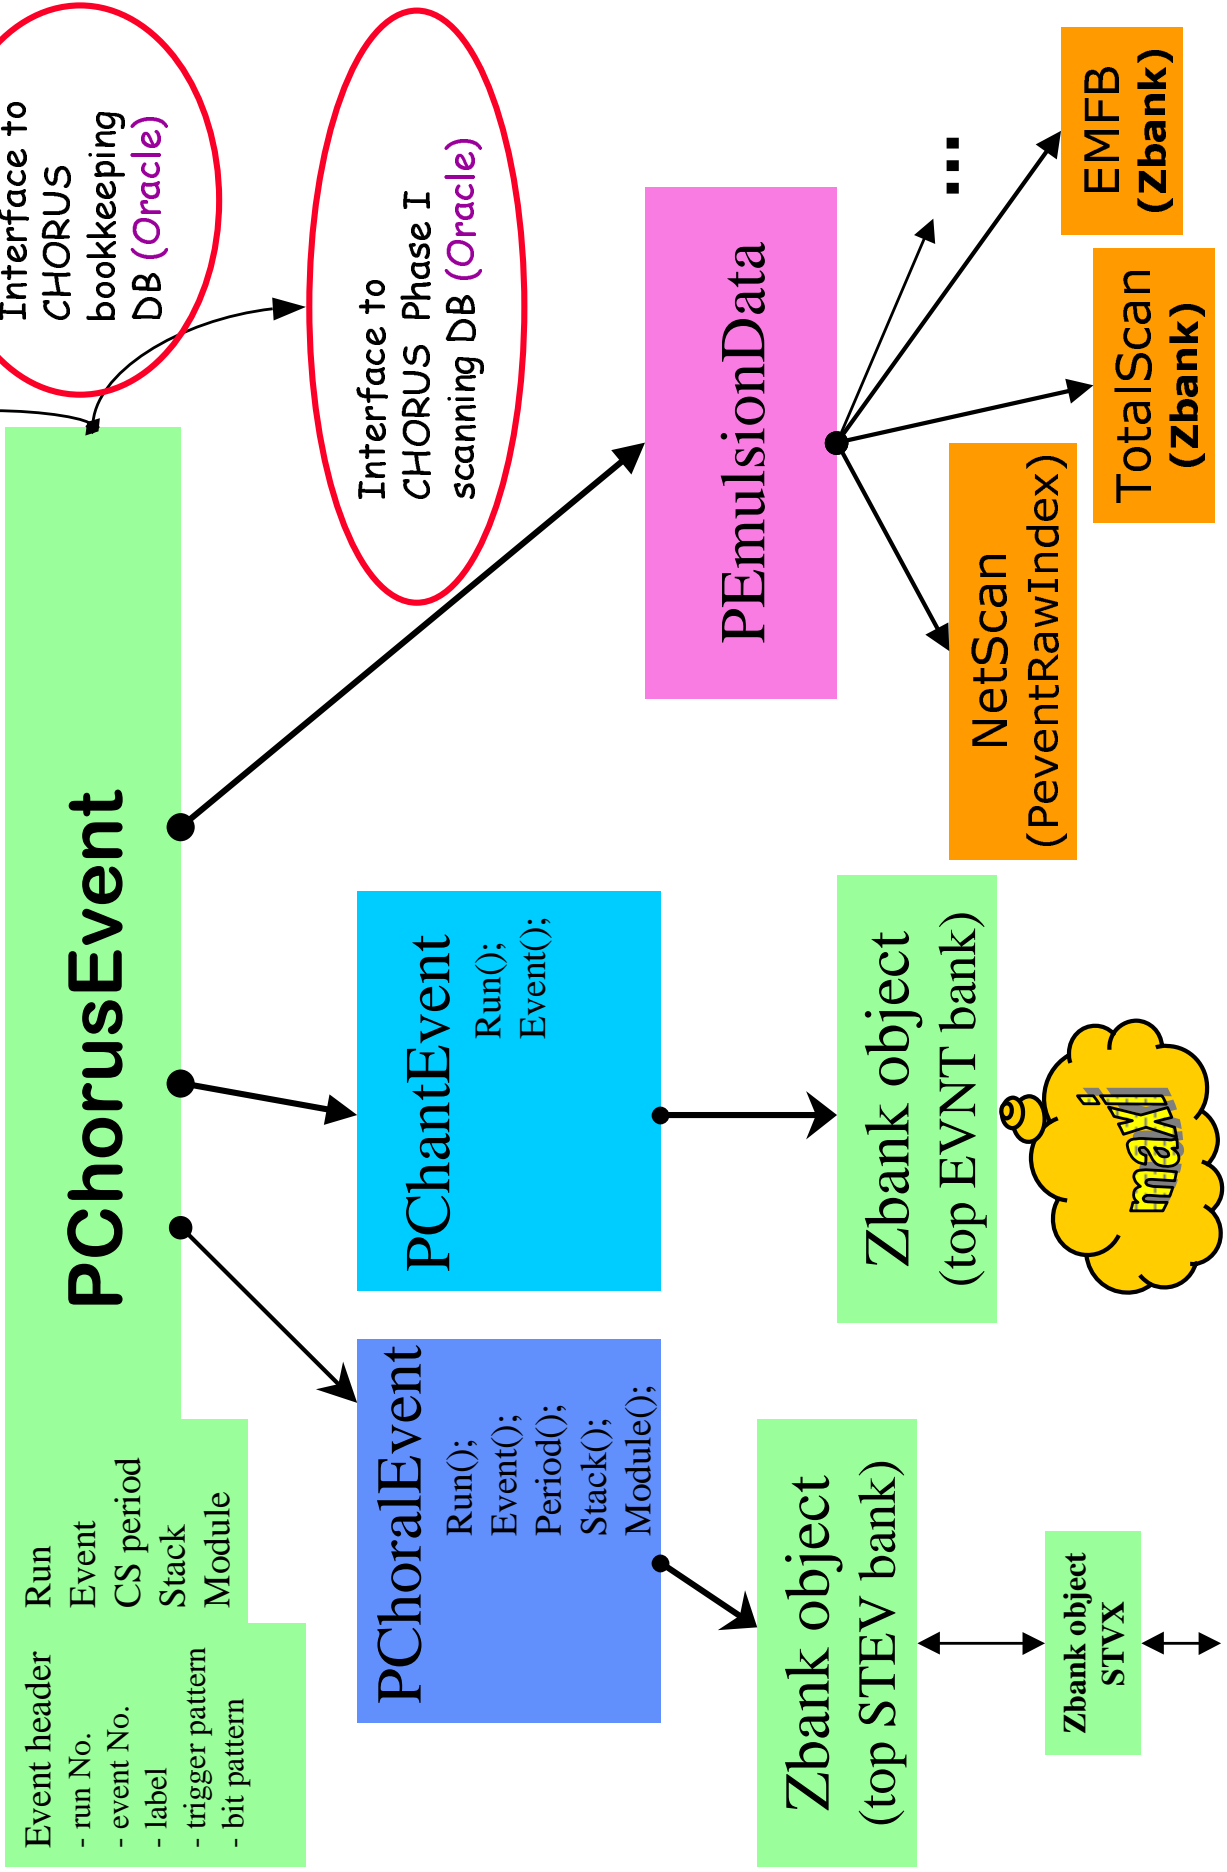 PChorusEvent
Event header
- run No.
- event No.
- label
- trigger pattern
- bit pattern
Run
Event
CS period
Stack
Module
Interface to
CHORUS
bookkeeping
DB (Oracle)
Interface to
CHORUS Phase I
scanning DB (Oracle)
PChoralEvent
Run();
Event();
Period();
Stack();
Module();
PChantEvent
Run();
Event();
PEmulsionData
...
Zbank object
(top STEV bank)
Zbank object
(top EVNT bank)
NetScan
(PeventRawIndex)
TotalScan
(Zbank)
EMFB
(Zbank)
Zbank object
STVX
maxi